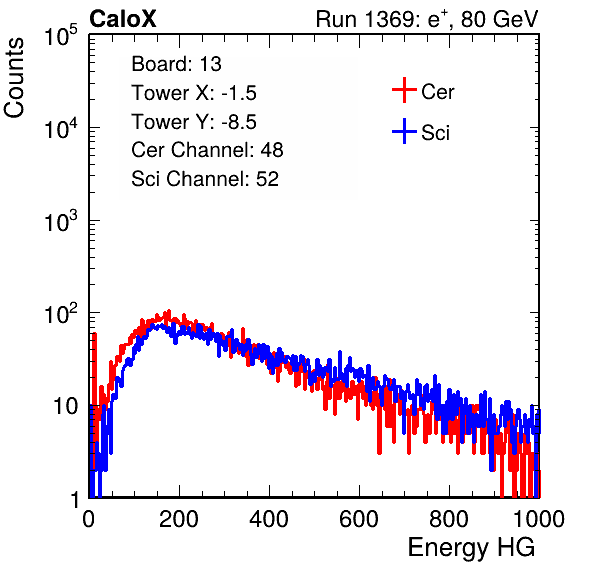 CaloX Run 1369: e⁺, 80 GeV
Counts
10⁵
10⁴
10³
10²
10
1
Board: 13
Tower X: -1.5
Tower Y: -8.5
Cer Channel: 48
Sci Channel: 52
Cer
Sci
0 200 400 600 800 1000
Energy HG